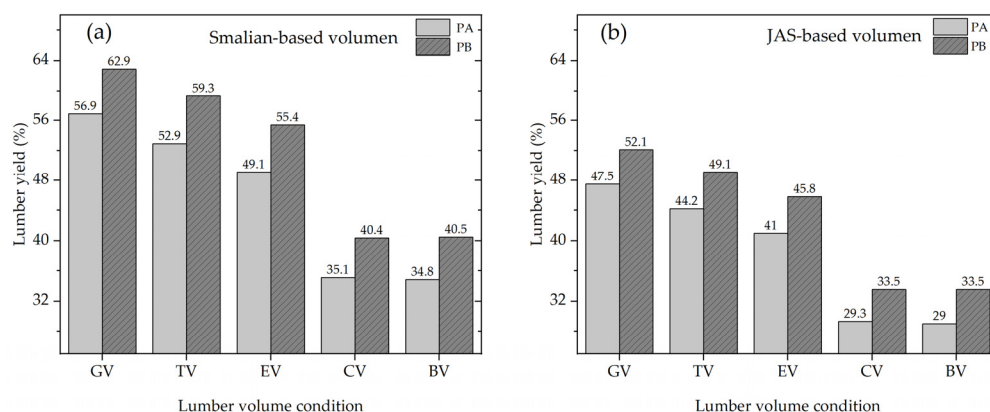 (a)
Smalian-based volumen
PA
PB
Lumber yield (%)
64
56
48
40
32
56.9
62.9
52.9
59.3
49.1
55.4
35.1
40.4
34.8
40.5
GV
TV
EV
CV
BV
Lumber volume condition
(b)
JAS-based volumen
PA
PB
Lumber yield (%)
64
56
48
40
32
47.5
52.1
44.2
49.1
41
45.8
29.3
33.5
29
33.5
GV
TV
EV
CV
BV
Lumber volume condition